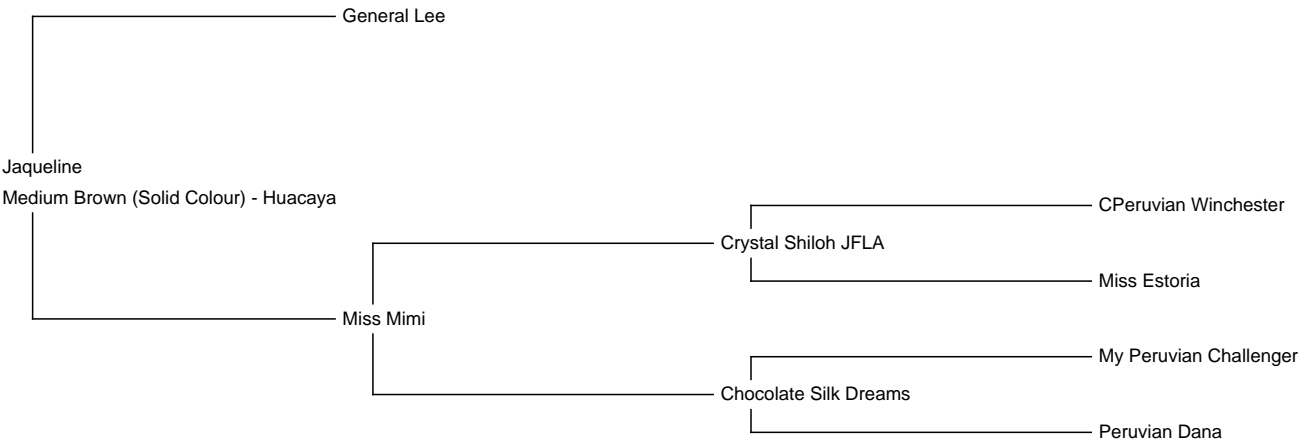 General Lee
Jaqueline
Medium Brown (Solid Colour) - Huacaya
CPeruvian Winchester
Crystal Shiloh JFLA
Miss Estoria
Miss Mimi
My Peruvian Challenger
Chocolate Silk Dreams
Peruvian Dana